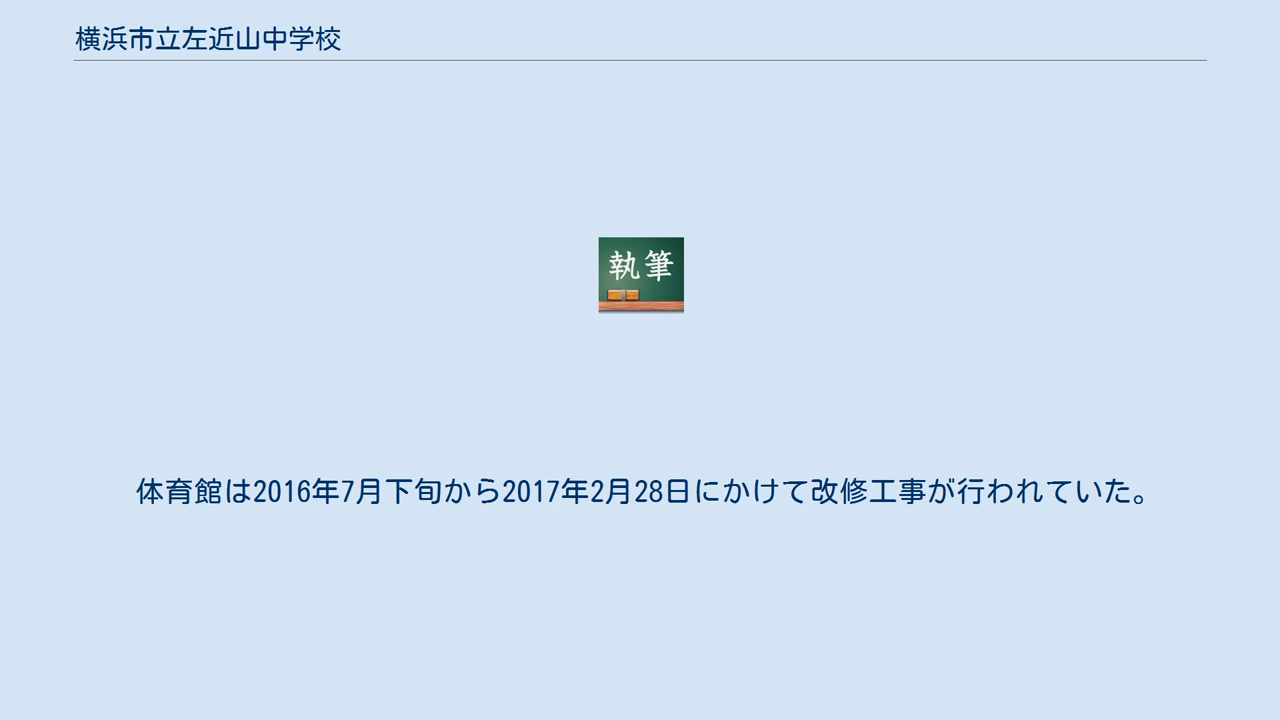 横浜市立左近山中学校
執筆
体育館は2016年7月下旬から2017年2月28日にかけて改修工事が行われていた。